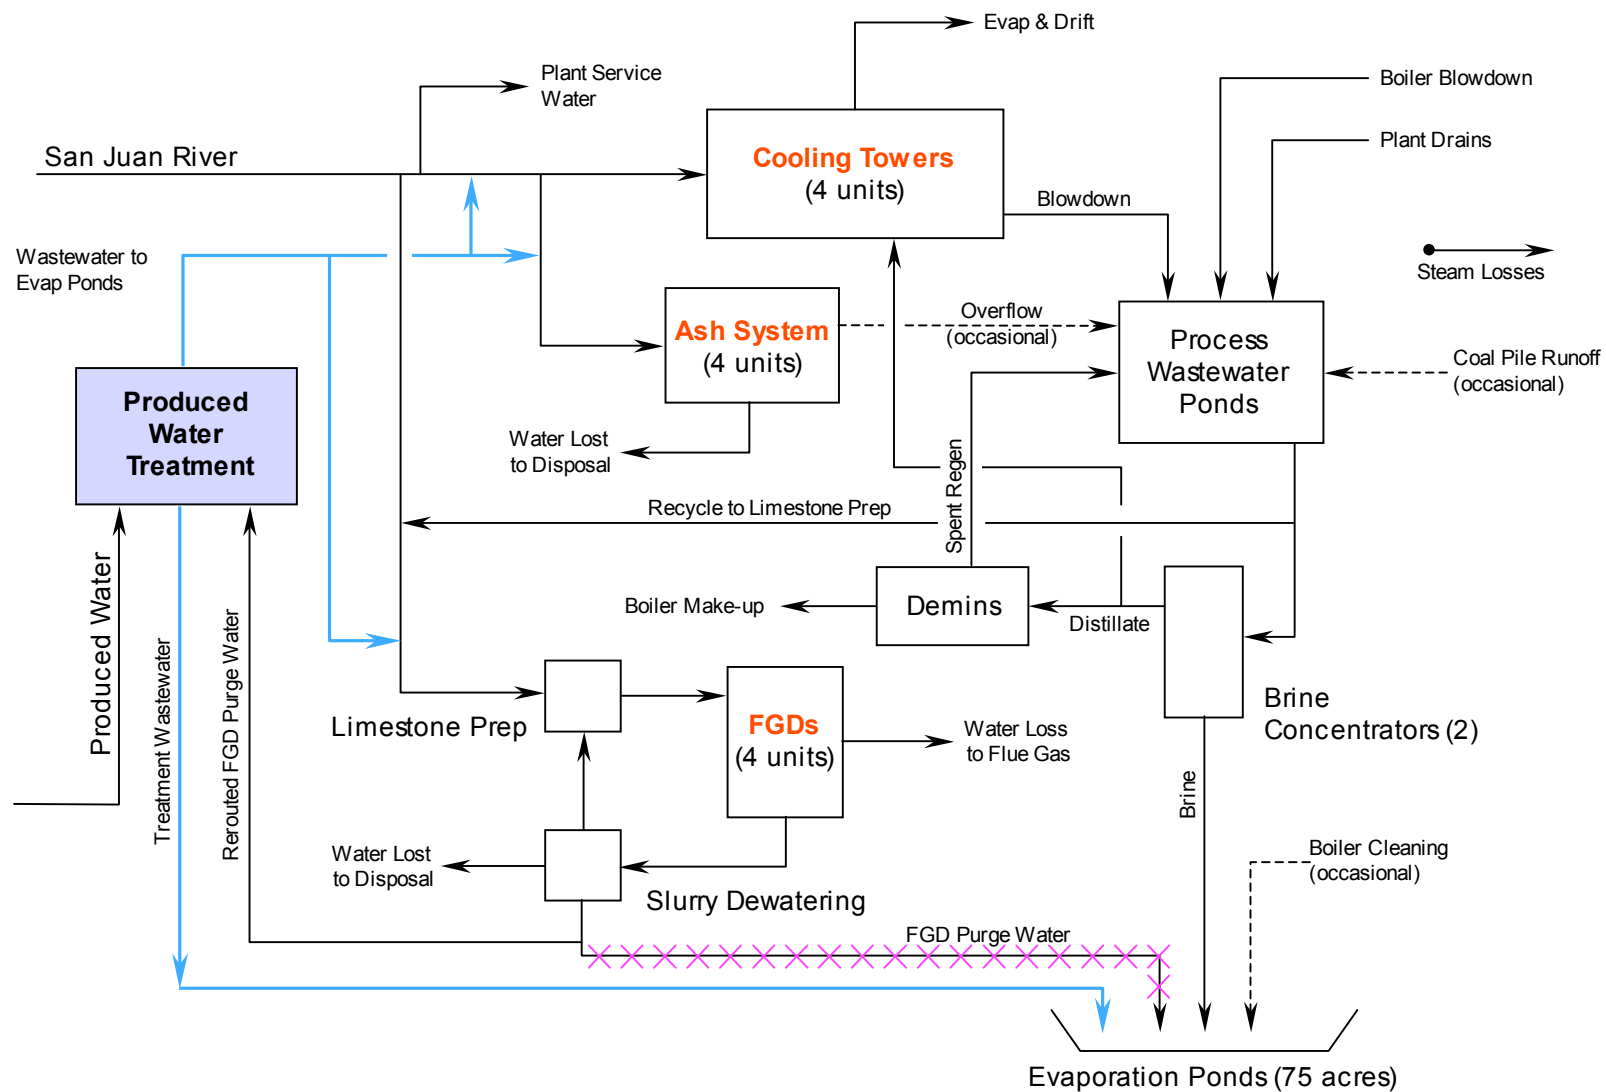 Evap & Drift
Plant Service
Water
Boiler Blowdown
Plant Drains
San Juan River
Cooling Towers
(4 units)
Blowdown
Wastewater to
Evap Ponds
Steam Losses
Overflow
(occasional)
Ash System
(4 units)
Process
Wastewater
Ponds
Coal Pile Runoff
(occasional)
Produced
Water
Treatment
Water Lost
to Disposal
Spent Regen
Recycle to Limestone Prep
Boiler Make-up
Demins
Distillate
Produced Water
Treatment Wastewater
Rerouted FGD Purge Water
Limestone Prep
FGDs
(4 units)
Water Loss
to Flue Gas
Brine
Concentrators (2)
Brine
Water Lost
to Disposal
Slurry Dewatering
Boiler Cleaning
(occasional)
FGD Purge Water
Evaporation Ponds (75 acres)